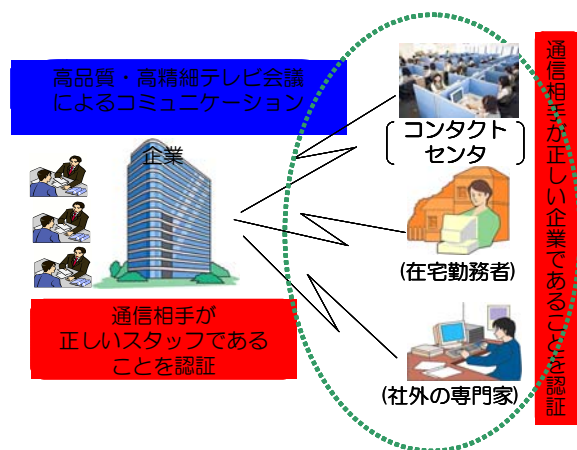 高品質・高精細テレビ会議
によるコミュニケーション
企業
通信相手が
正しいスタッフである
ことを認証
コンタクト
センタ
(在宅勤務者)
(社外の専門家)
通信相手が正しい企業であることを認証